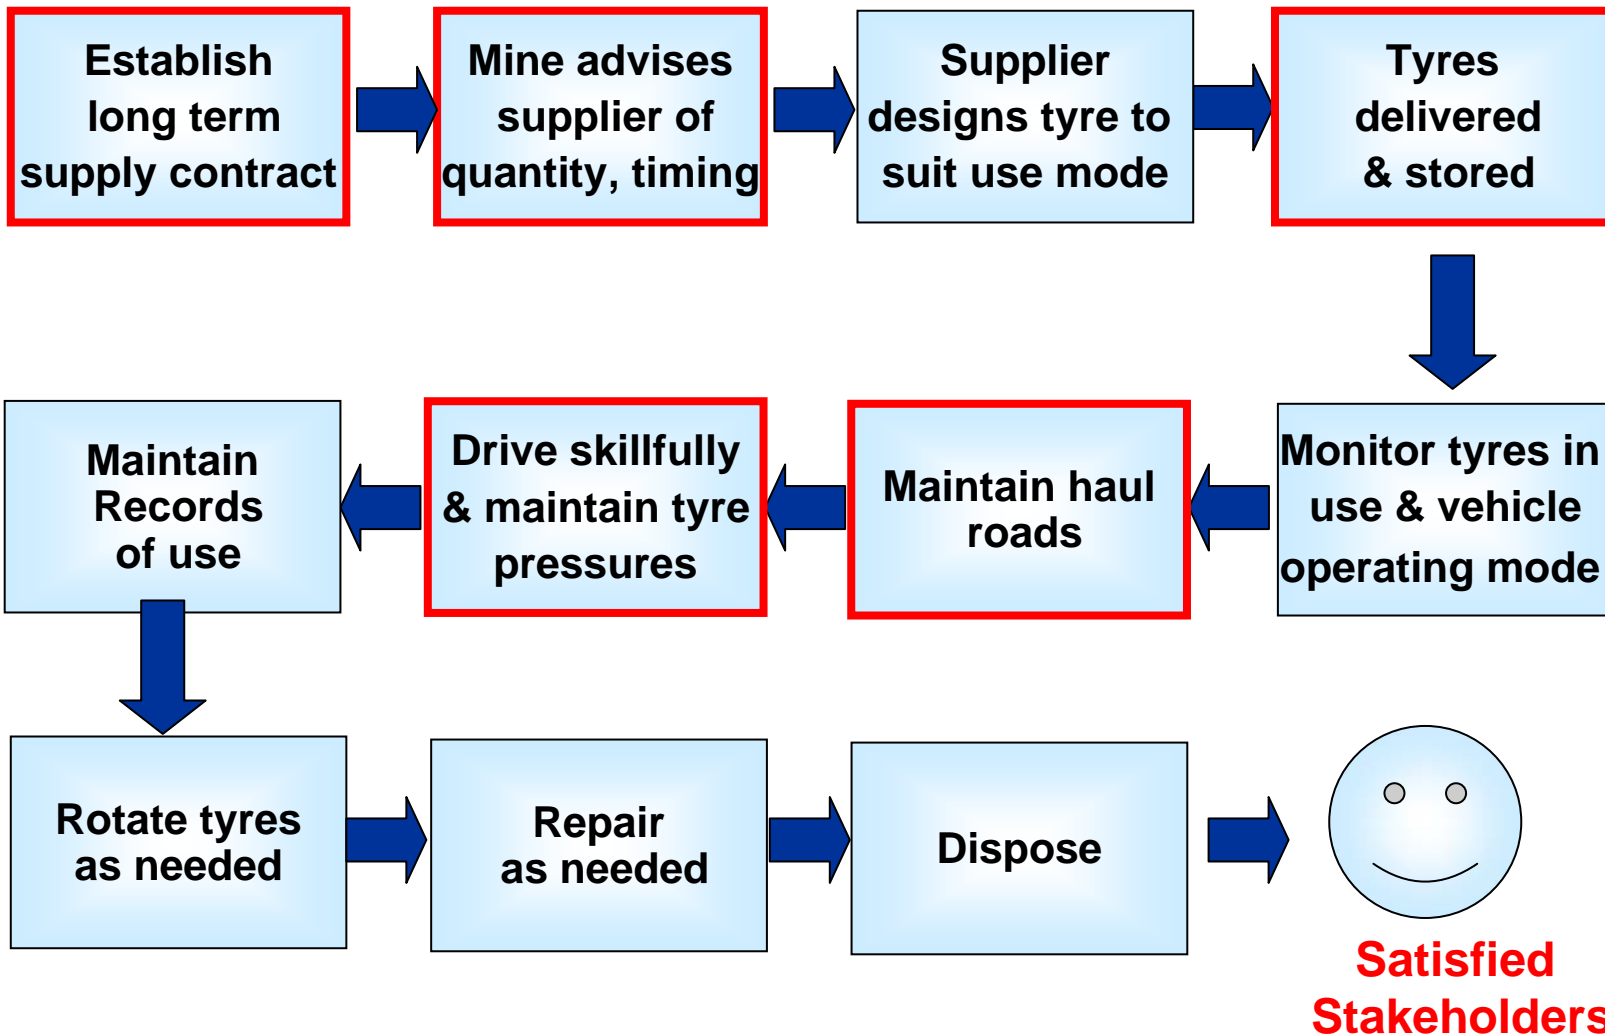 Establish
long term
supply contract
Mine advises
supplier of
quantity, timing
Supplier
designs tyre to
suit use mode
Tyres
delivered
& stored
Monitor tyres in
use & vehicle
operating mode
Maintain haul
roads
Drive skillfully
& maintain tyre
pressures
Maintain
Records
of use
Rotate tyres
as needed
Repair
as needed
Dispose
Satisfied
Stakeholders